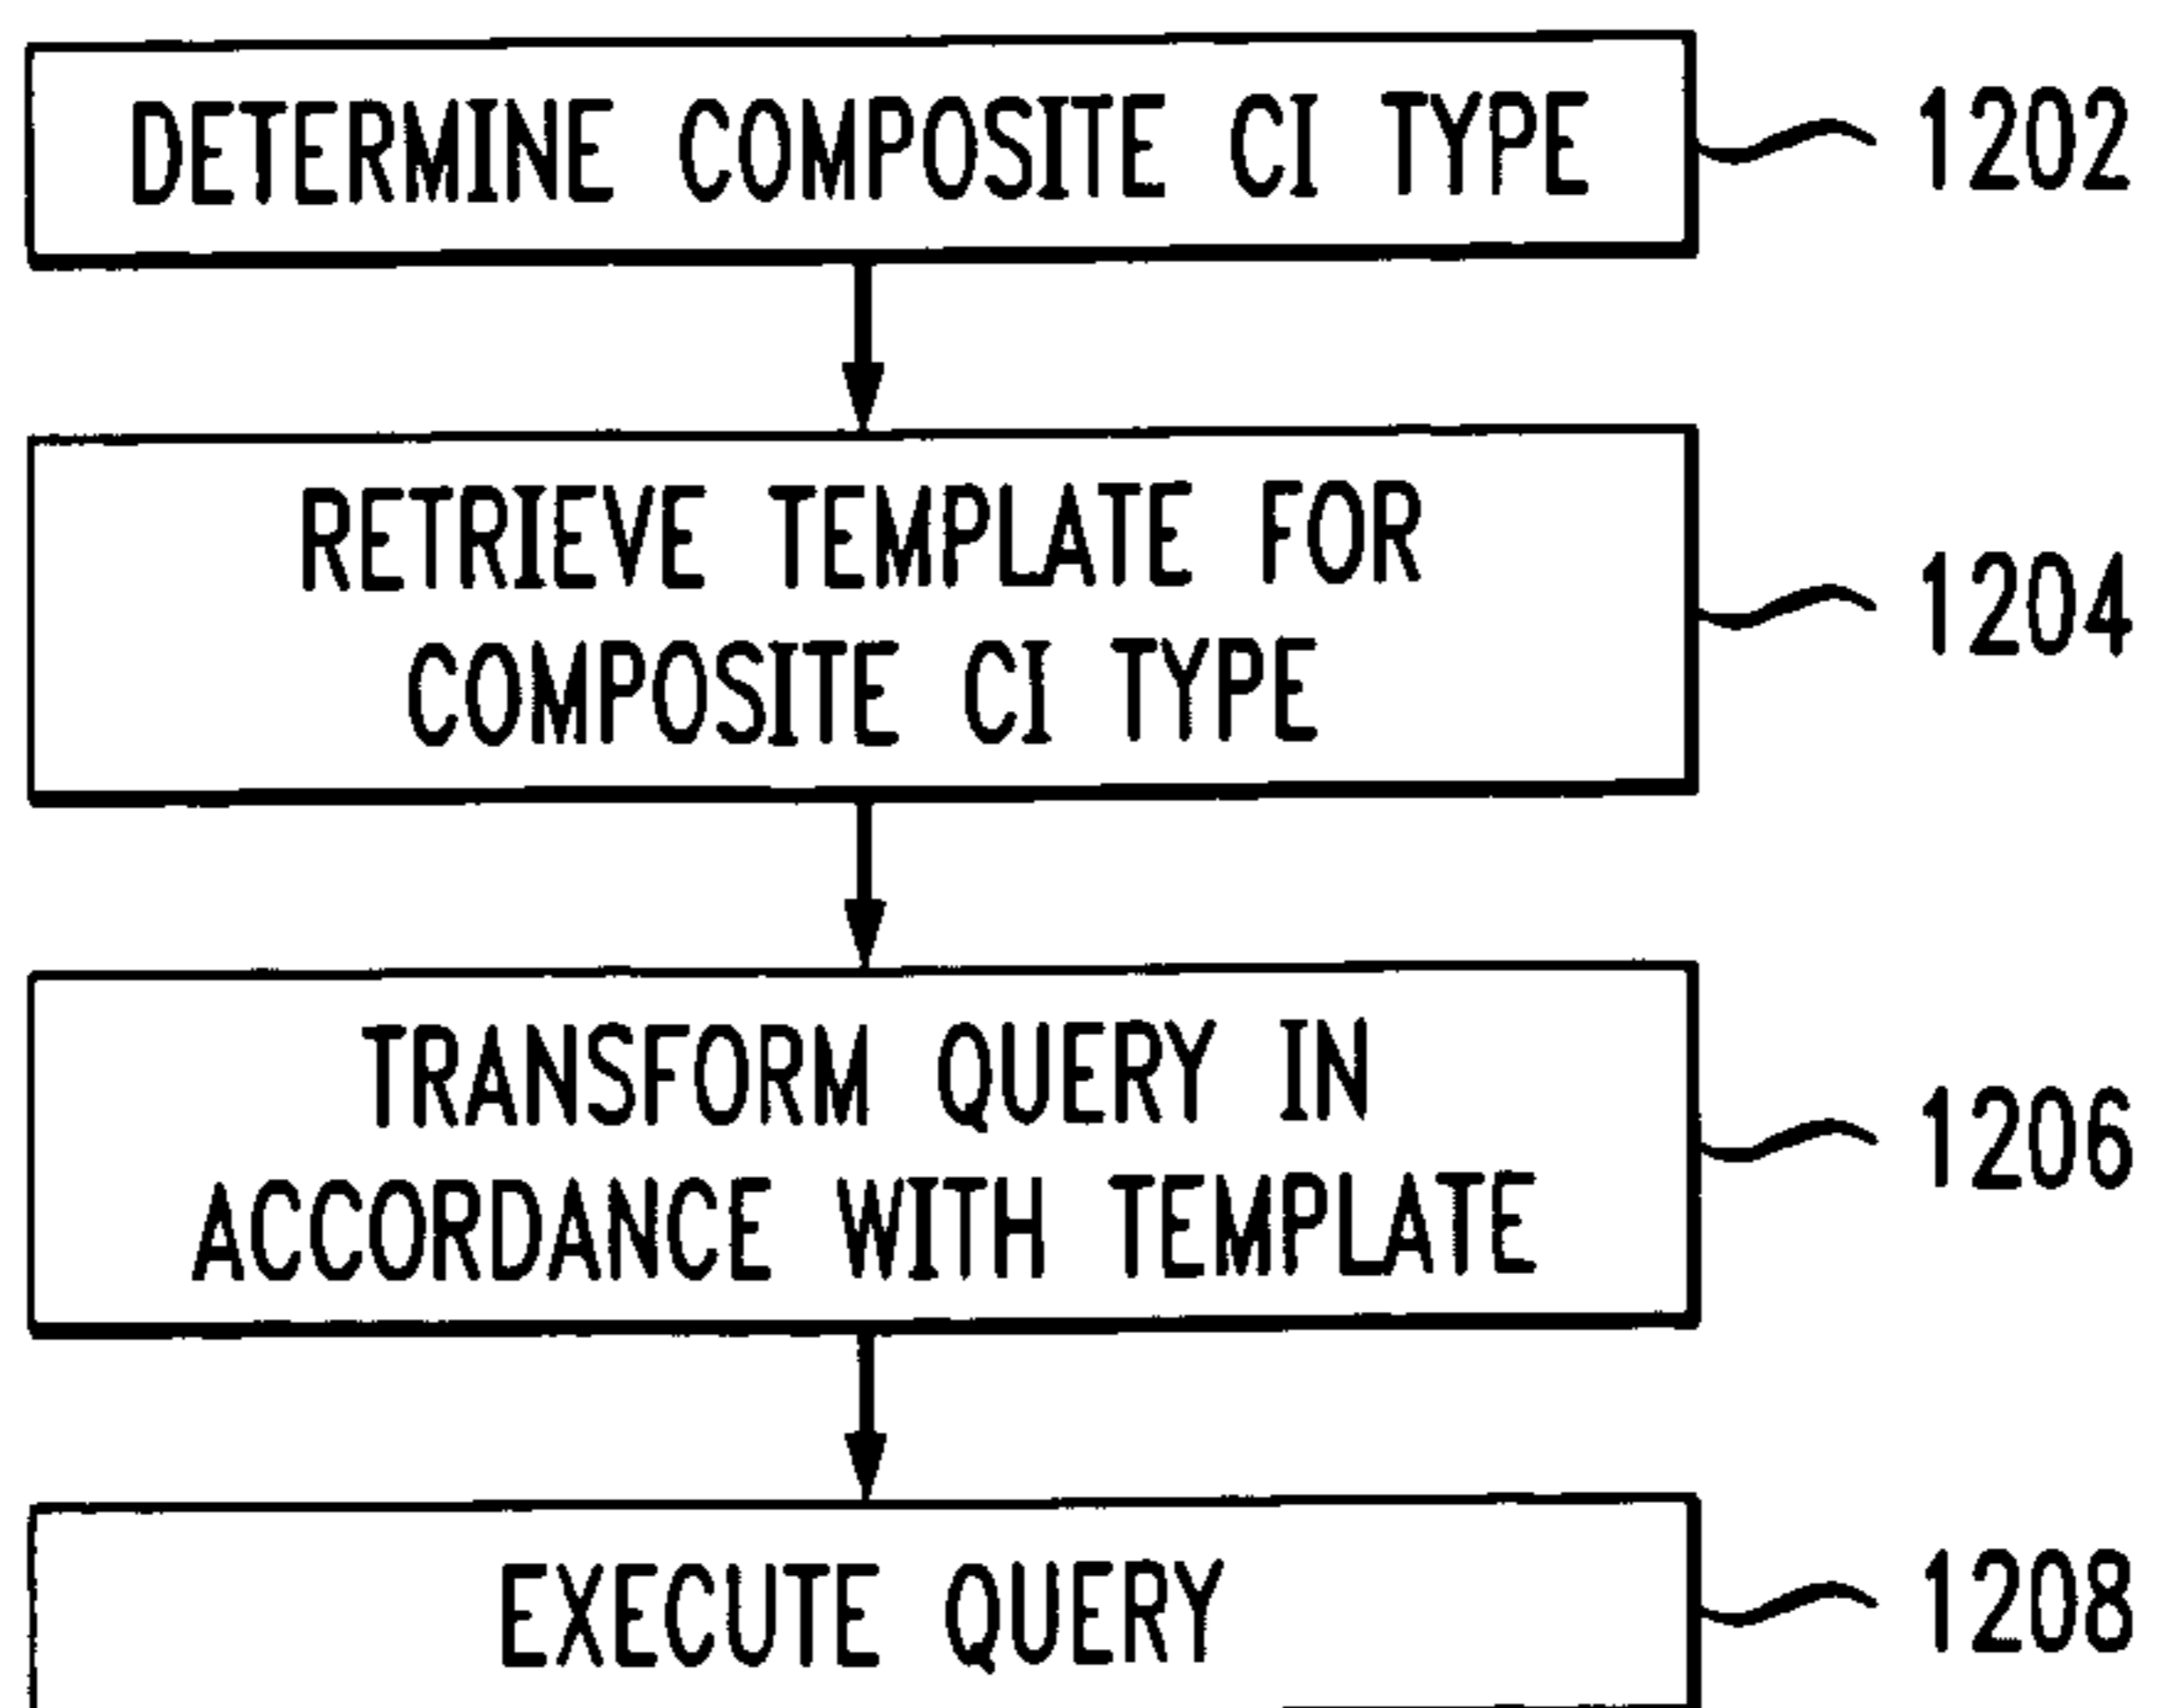 DETERMINE COMPOSITE CI TYPE
1202
RETRIEVE TEMPLATE FOR
COMPOSITE CI TYPE
1204
TRANSFORM QUERY IN
ACCORDANCE WITH TEMPLATE
1206
EXECUTE QUERY
1208